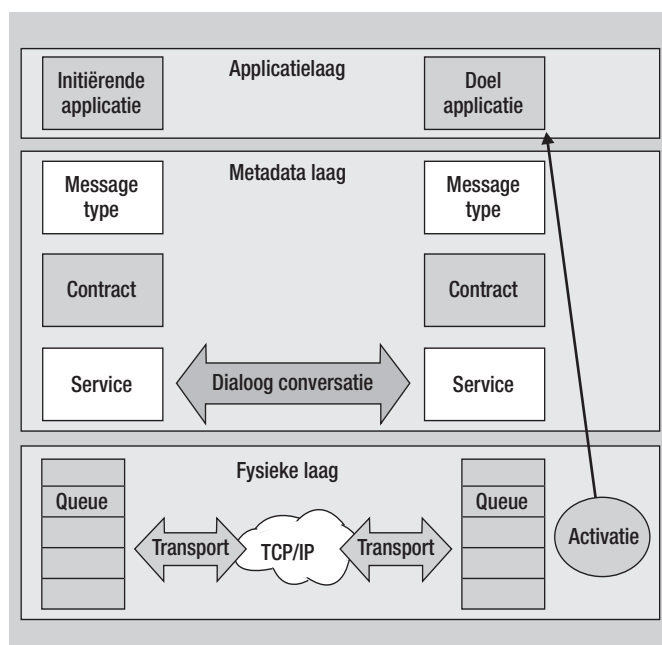 Applicatielaag
Initiërende
applicatie
Doel
applicatie
Metadata laag
Message
type
Message
type
Contract
Contract
Service
Dialoog conversatie
Service
Fysieke laag
Queue
Queue
Transport
TCP/IP
Transport
Activatie